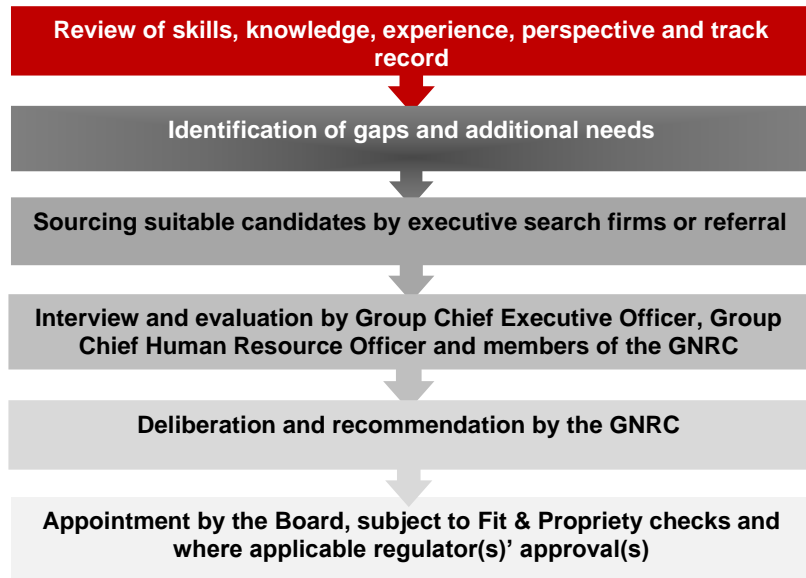 Review of skills, knowledge, experience, perspective and track
record
Identification of gaps and additional needs
Sourcing suitable candidates by executive search firms or referral
Interview and evaluation by Group Chief Executive Officer, Group
Chief Human Resource Officer and members of the GNRC
Deliberation and recommendation by the GNRC
Appointment by the Board, subject to Fit & Propriety checks and
where applicable regulator(s)’ approval(s)